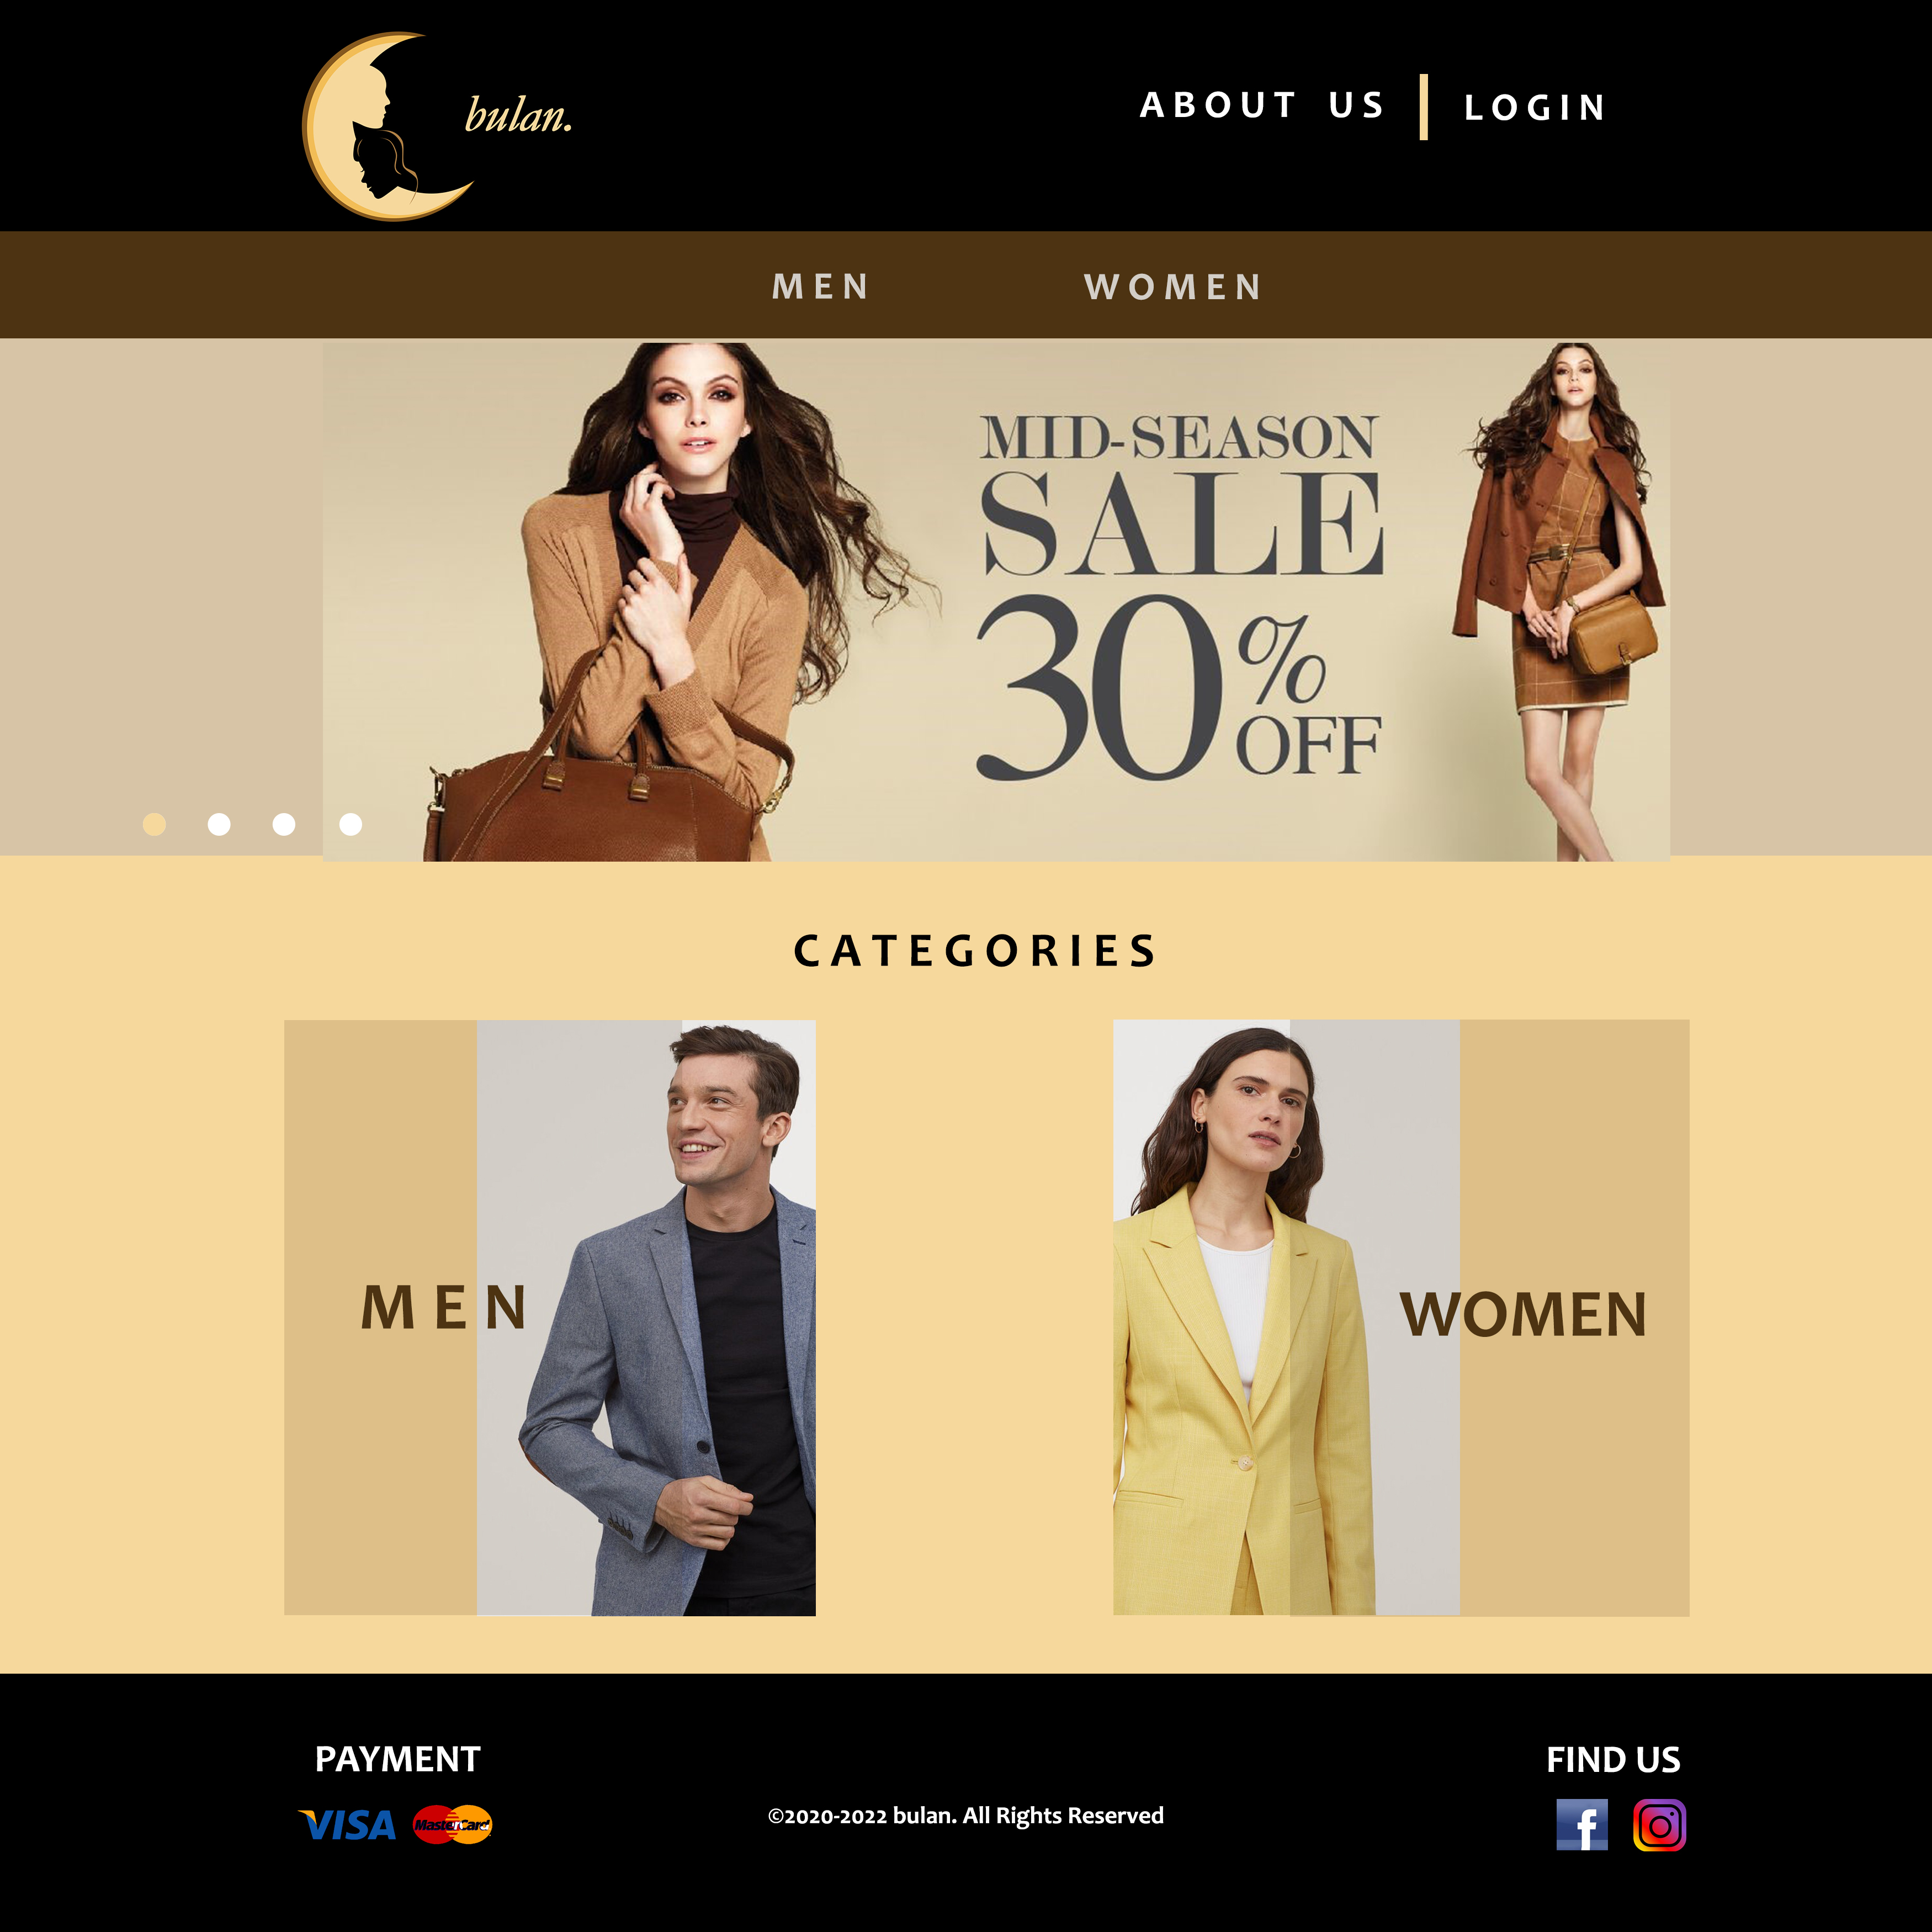 bulan.
ABOUT US
LOGIN
MEN
WOMEN
MID-SEASON
SALE
30%
OFF
CATEGORIES
MEN
WOMEN
PAYMENT
VISA
MasterCard
©2020-2022 bulan. All Rights Reserved
FIND US
f